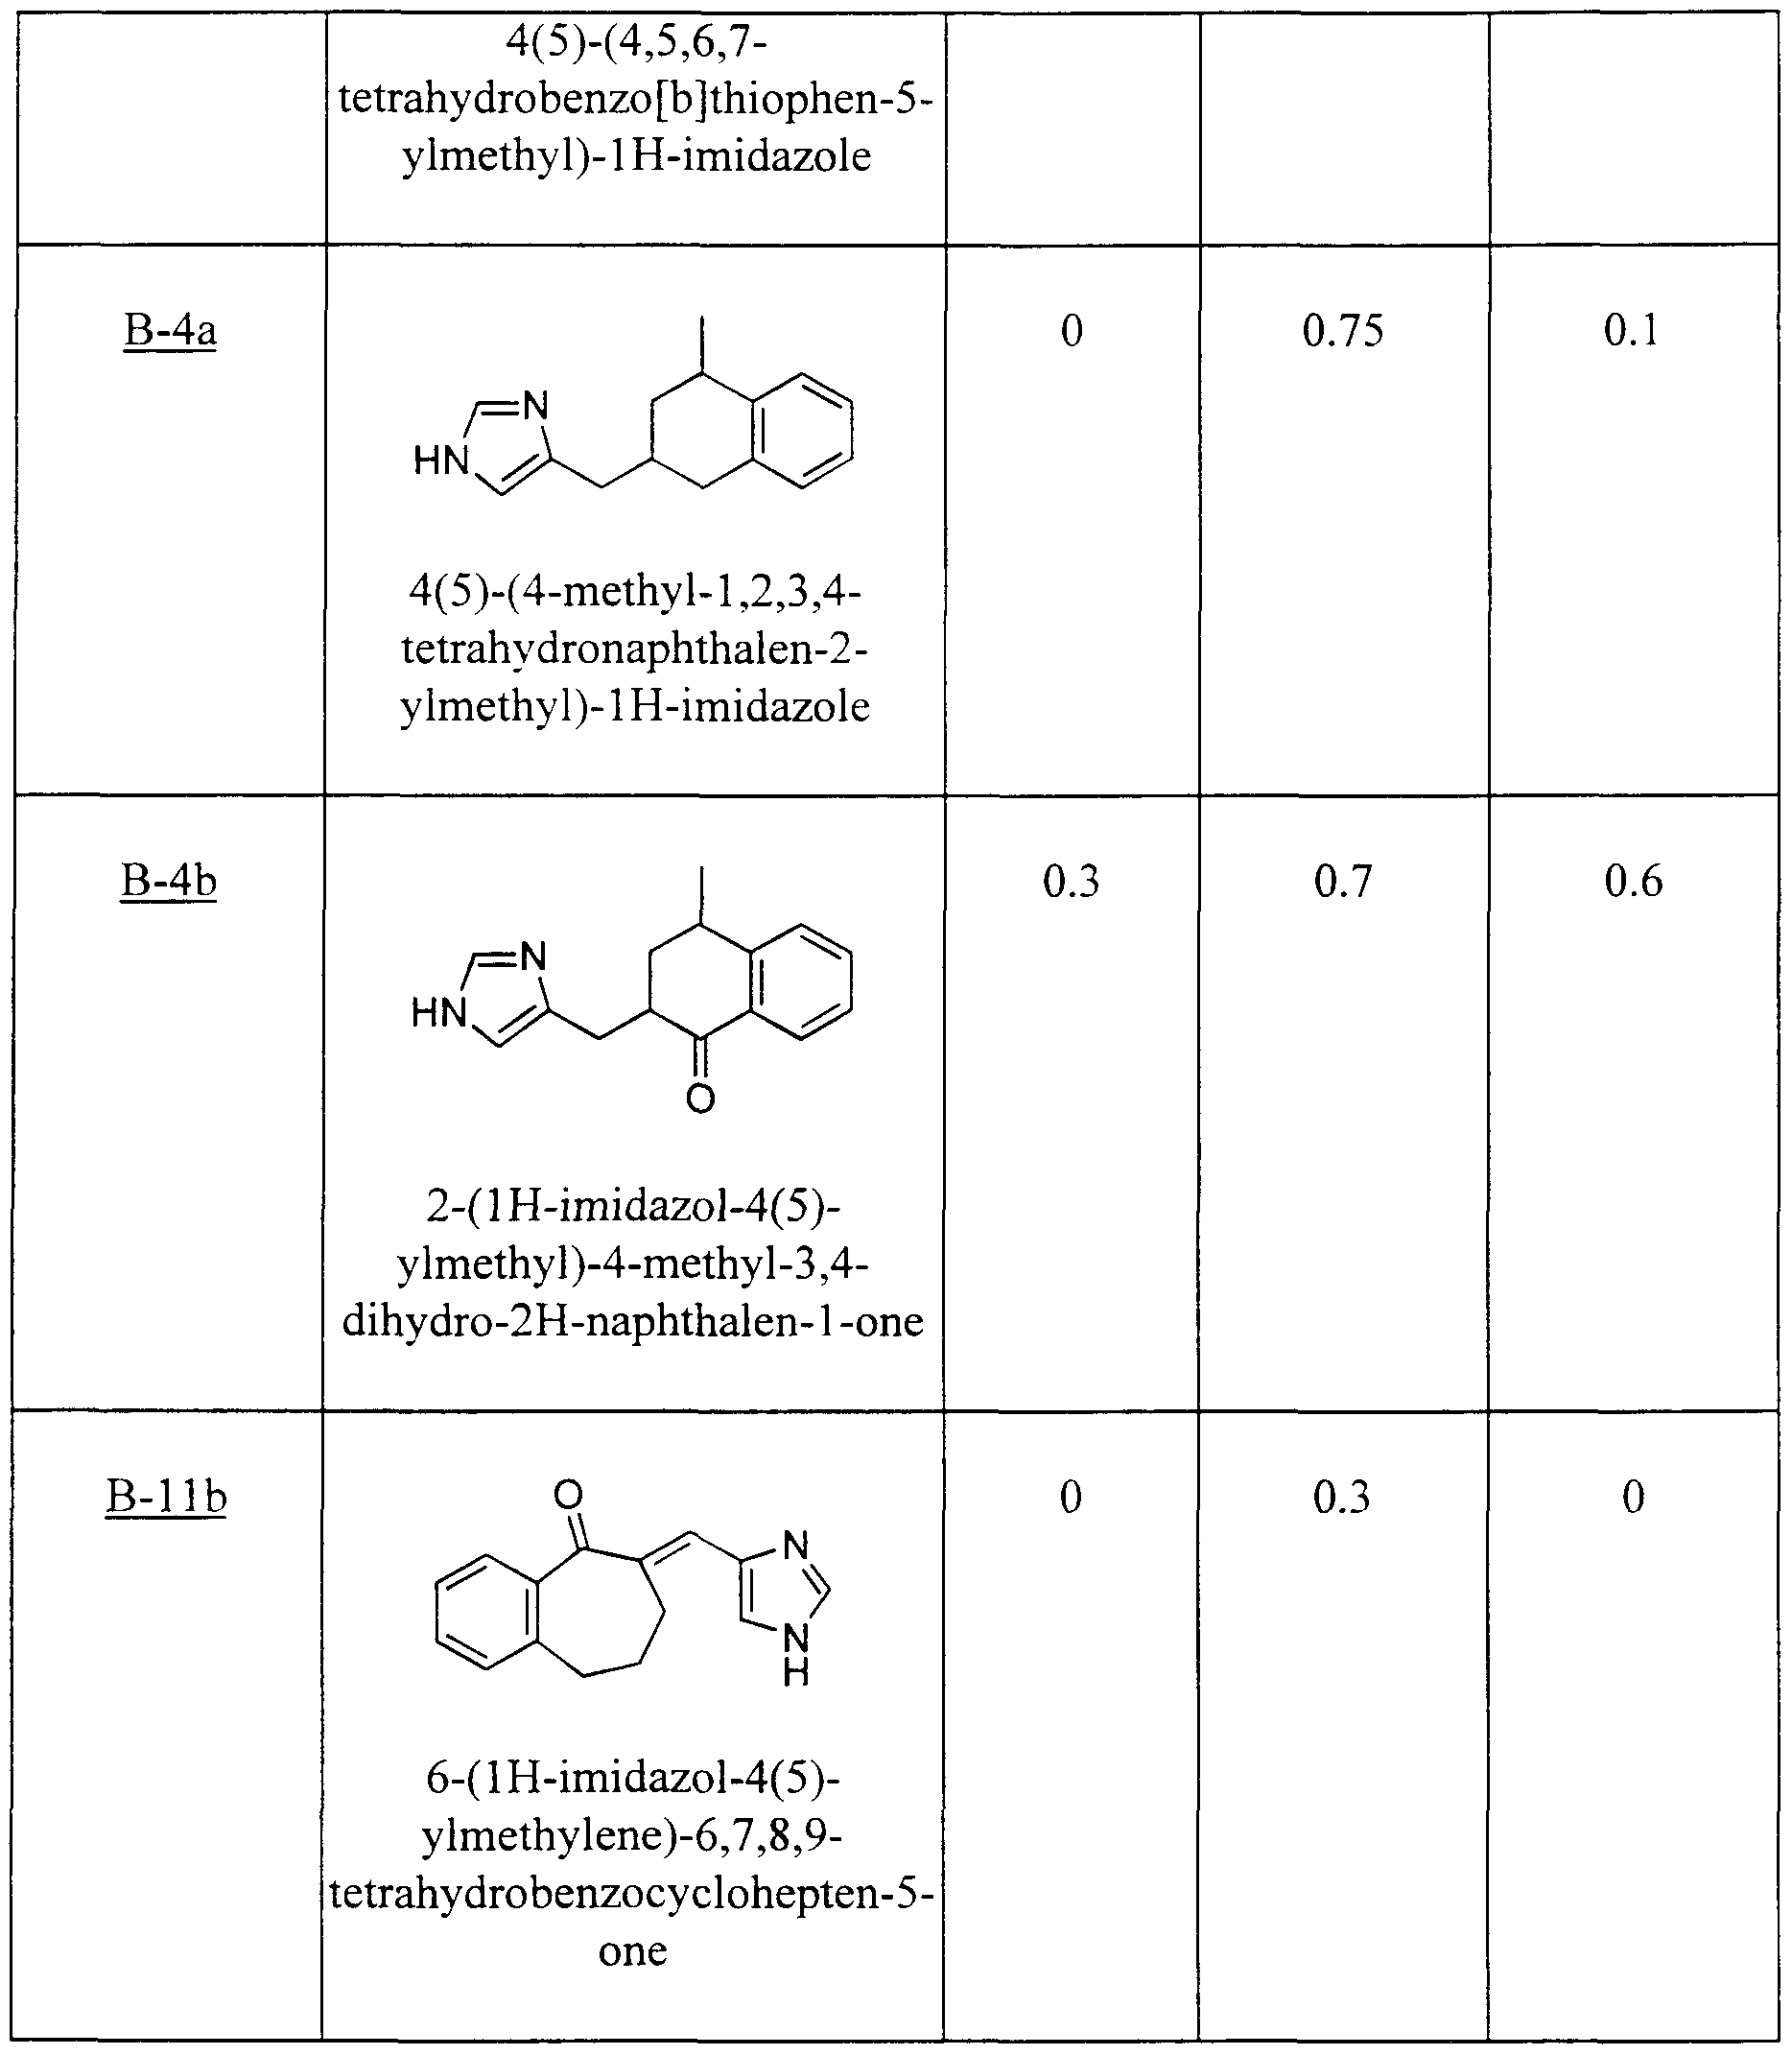 4(5)-(4,5,6,7-
tetrahydrobenzo[b]thiophen-5-
ylmethyl)-1H-imidazole
B-4a
0
0.75
0.1
N
HN
4(5)-(4-methyl-1,2,3,4-
tetrahydronaphthalen-2-
ylmethyl)-1H-imidazole
B-4b
0.3
0.7
0.6
N
HN
O
2-(1H-imidazol-4(5)-
ylmethyl)-4-methyl-3,4-
dihydro-2H-naphthalen-1-one
B-11b
0
0.3
0
O
N
N
H
6-(1H-imidazol-4(5)-
ylmethylene)-6,7,8,9-
tetrahydrobenzocyclohepten-5-
one